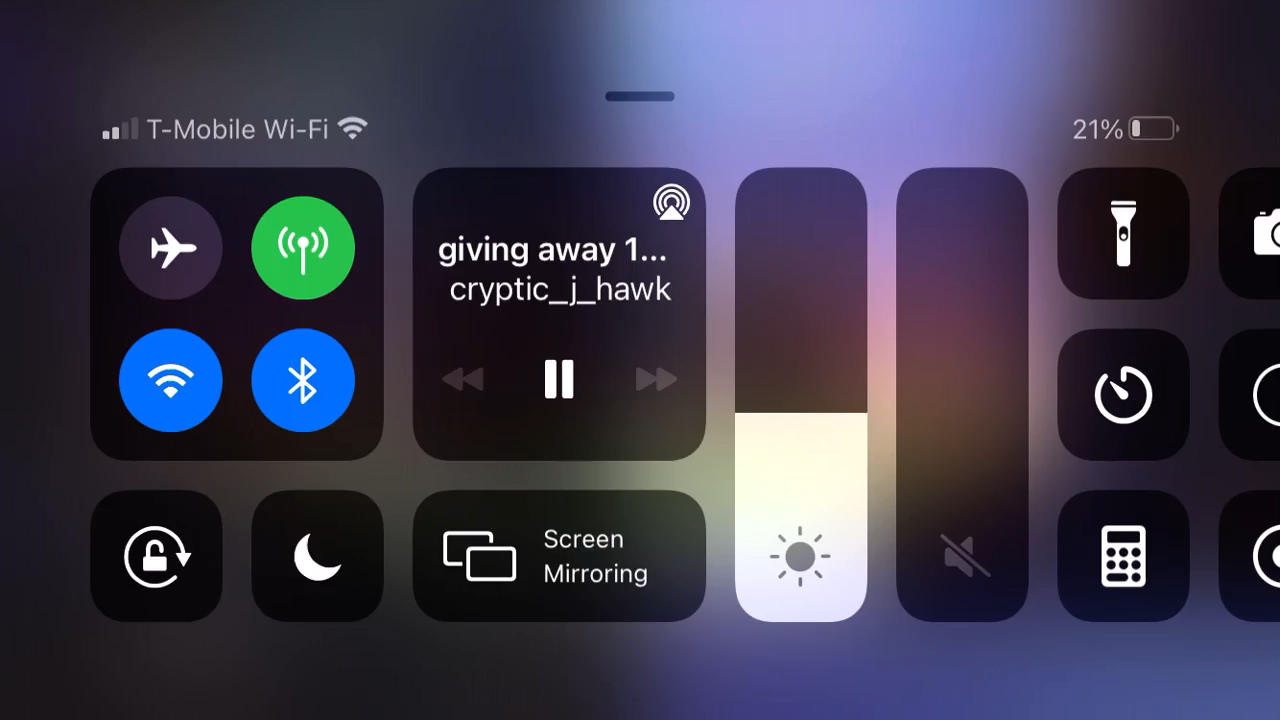 T-Mobile Wi-Fi
21%
giving away 1...
cryptic_j_hawk
Screen
Mirroring